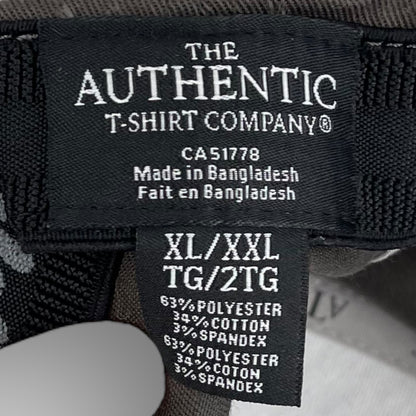 THE
AUTHENTIC
T-SHIRT COMPANY®
CA51778
Made in Bangladesh
Fait en Bangladesh
XL/XXL
TG/2TG
63% POLYESTER
34% COTTON
3% SPANDEX
63% POLYESTER
34% COTTON
3% SPANDEX